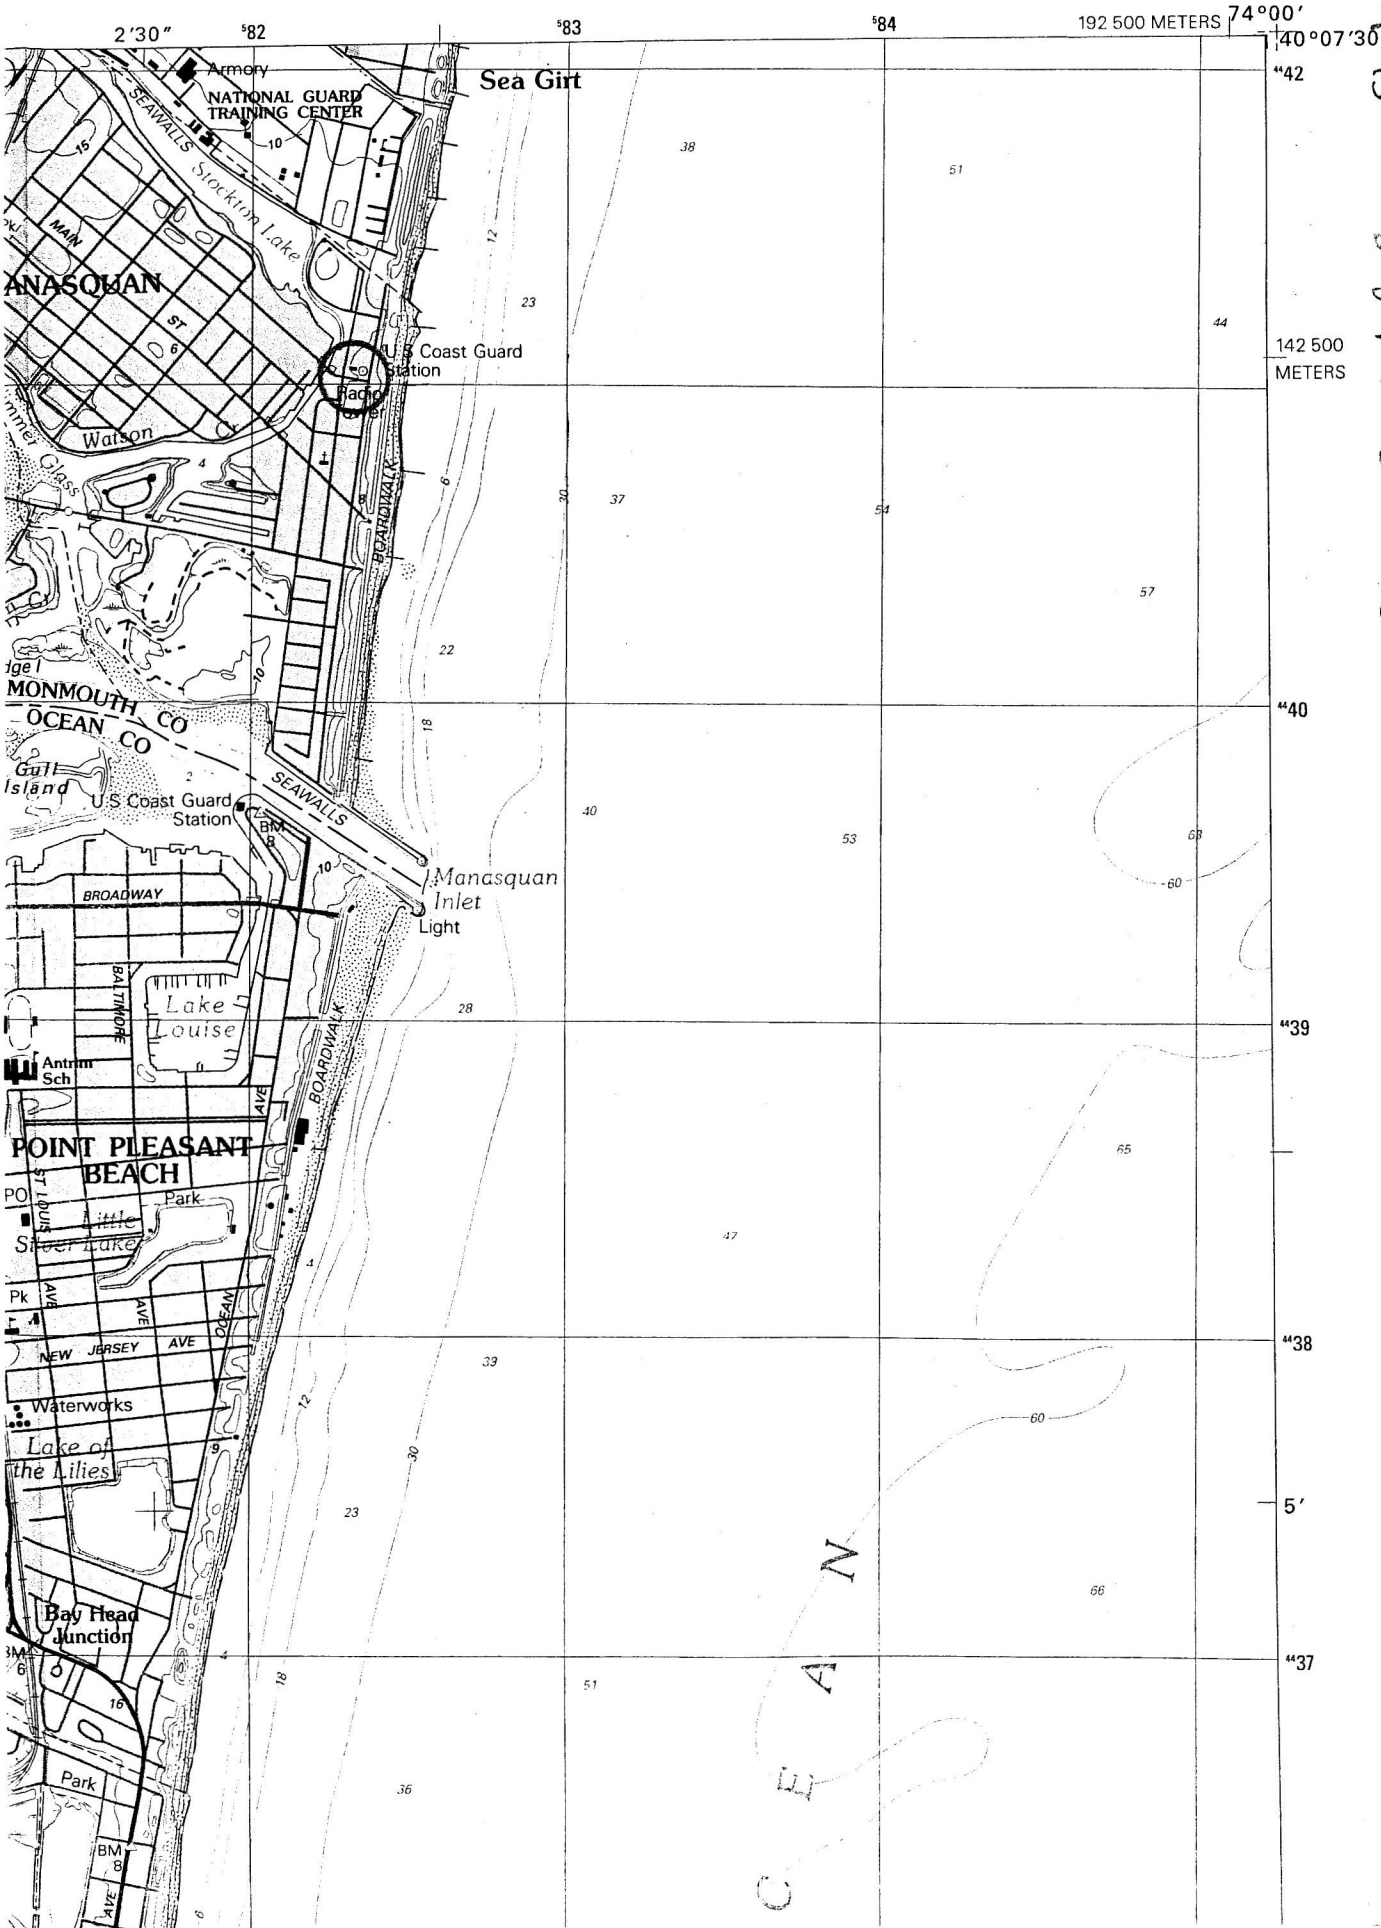 2'30"
⁵82
⁵83
⁵84
192 500 METERS
74°00'
40°07'30
⁴⁴42
Armory
Sea Girt
NATIONAL GUARD
TRAINING CENTER
SEAWALLS
10
15
38
51
Stockton Lake
MAIN
12
ANASQUAN
23
ST
6
44
142 500
METERS
U S Coast Guard
Station
Radio
Watson
Cr
Glass
4
BOARDWALK
6
30
37
8
54
57
22
10
MONMOUTH CO
OCEAN CO
18
⁴⁴40
Gull
Island
2
SEAWALLS
U S Coast Guard
Station
BM
8
40
53
63
60
10
Manasquan
Inlet
Light
BROADWAY
BALTIMORE
Lake
Louise
28
⁴⁴39
BOARDWALK
Antrim
Sch
AVE
POINT PLEASANT
BEACH
65
PO
ST LOUIS
Park
Little
Silver Lake
47
4
Pk
AVE
AVE
OCEAN
NEW JERSEY AVE
⁴⁴38
39
Waterworks
12
60
Lake of
the Lilies
9
30
5'
23
N
66
Bay Head
Junction
BM
6
4
⁴⁴37
16
18
51
A
Park
36
E
BM
8
AVE
6
C